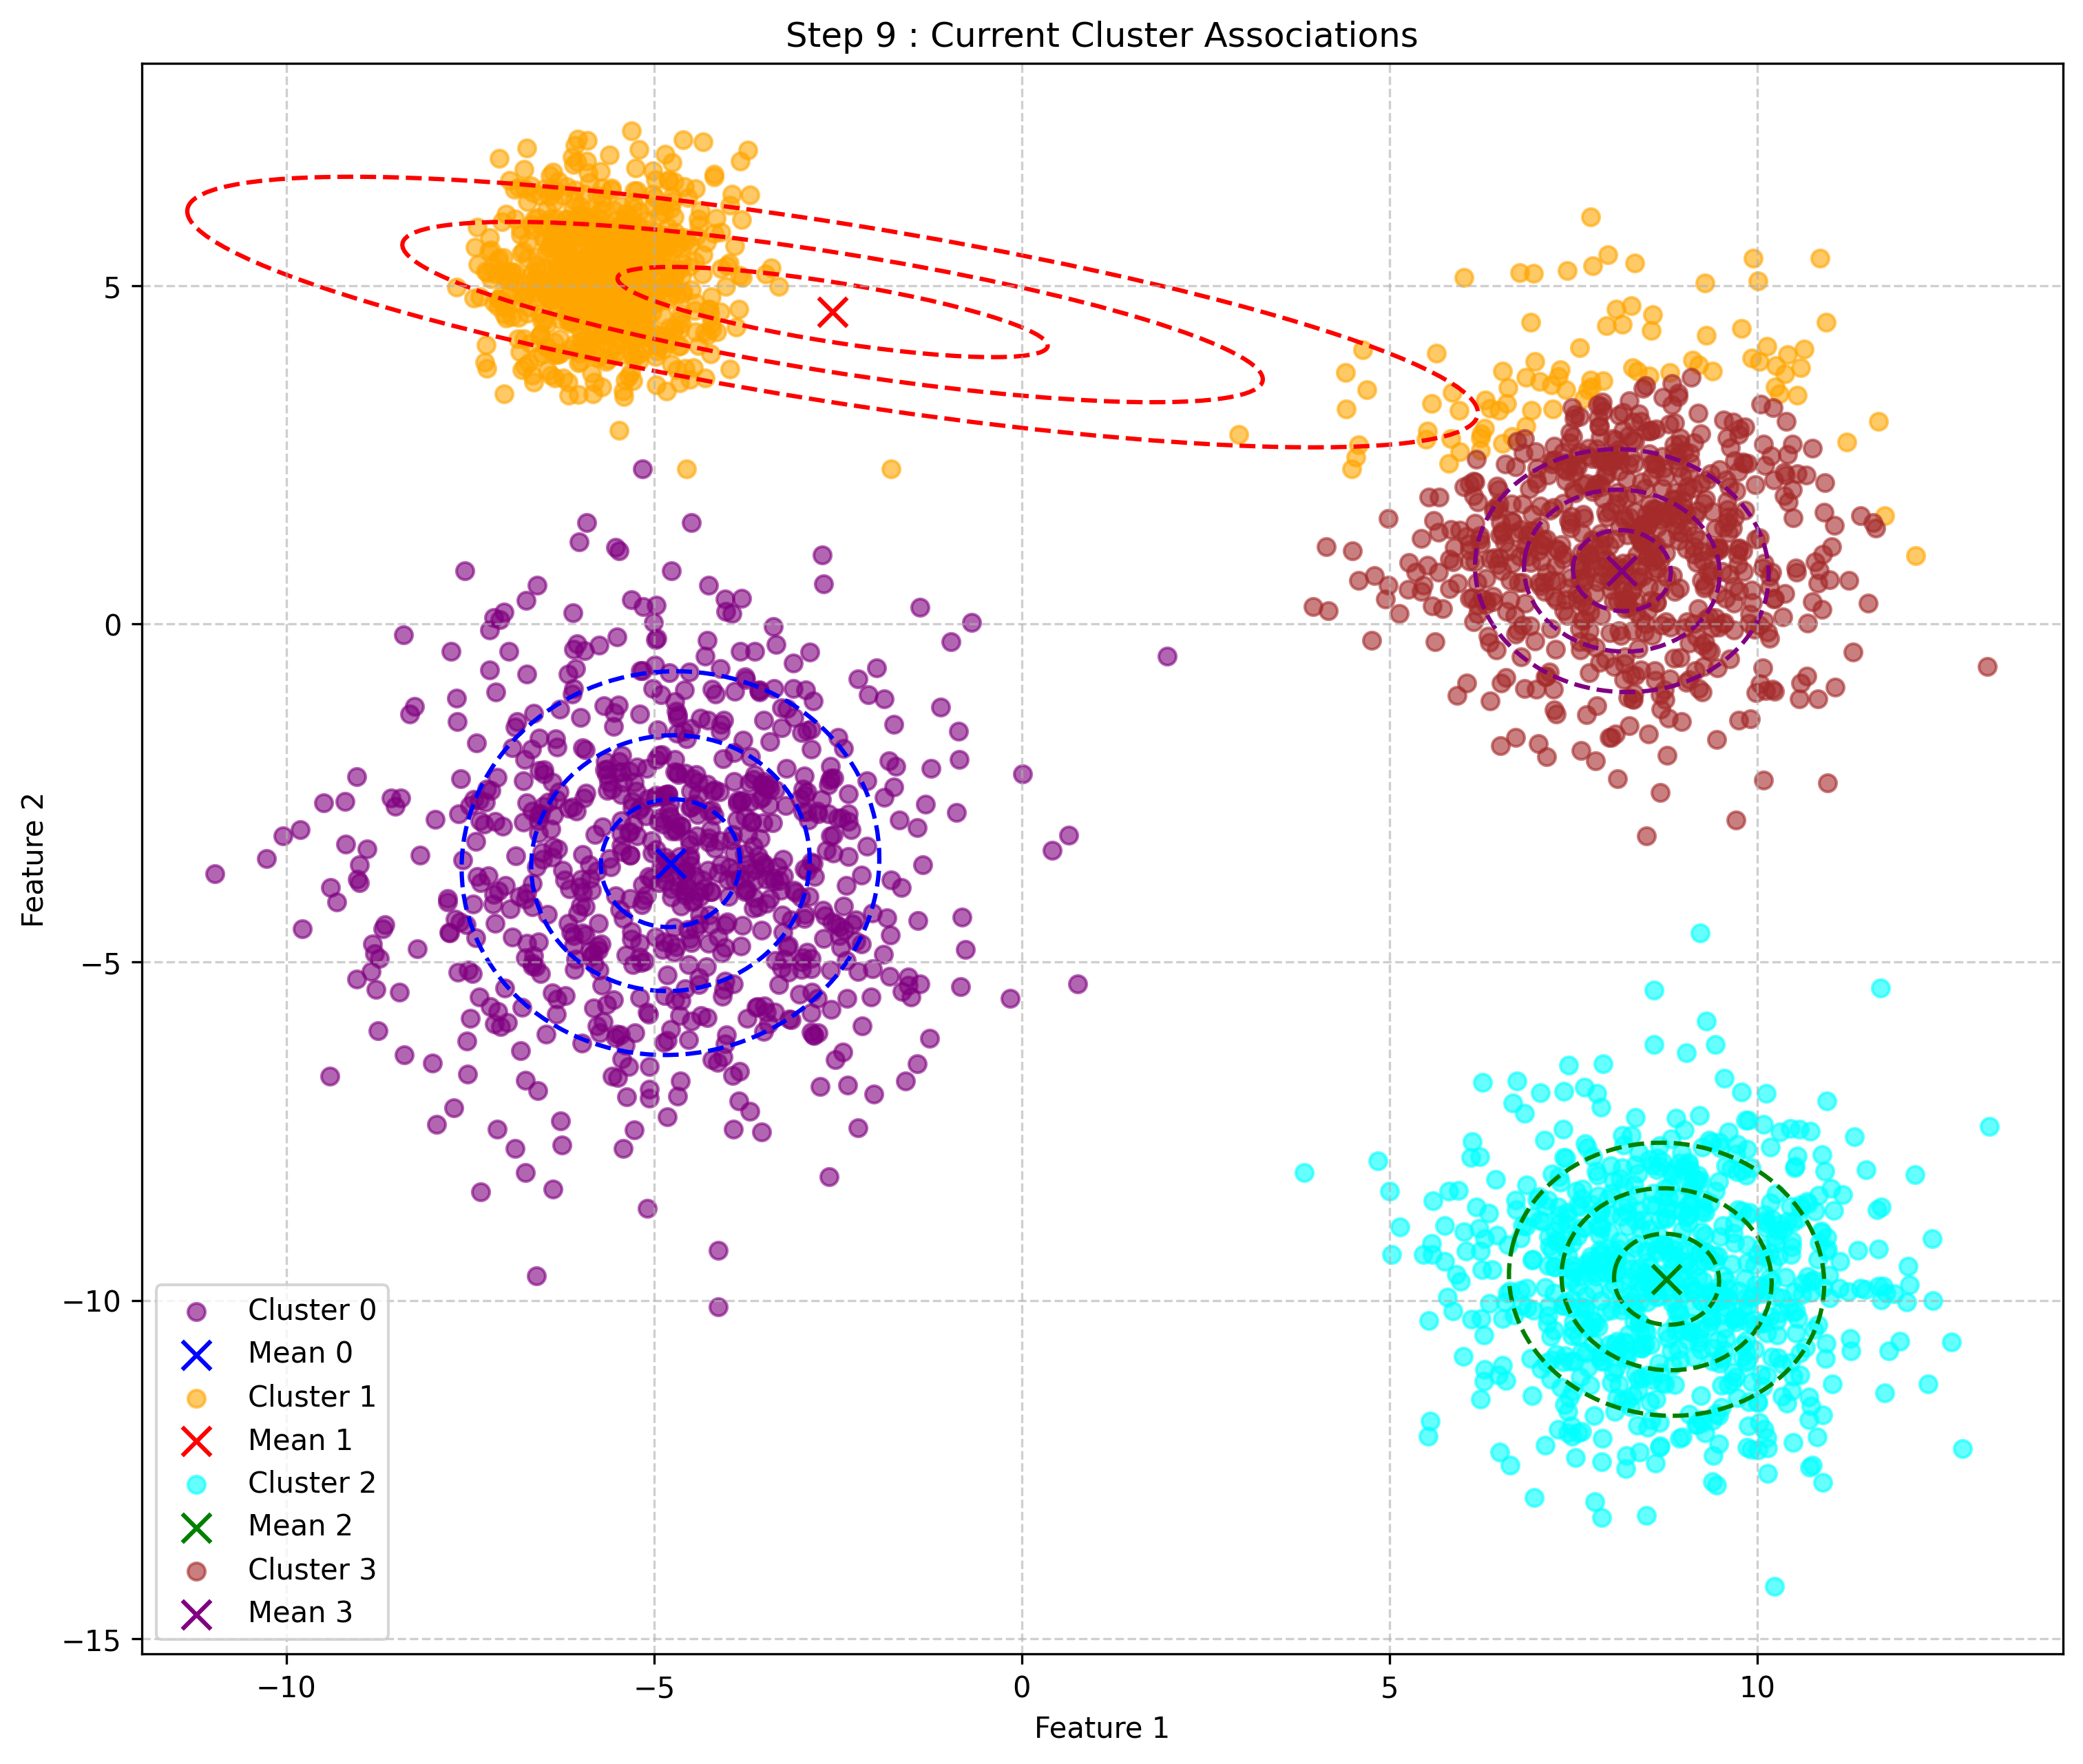 Step 9 : Current Cluster Associations
Feature 2
5
0
−5
−10
−15
Cluster 0
Mean 0
Cluster 1
Mean 1
Cluster 2
Mean 2
Cluster 3
Mean 3
−10 −5 0 5 10
Feature 1